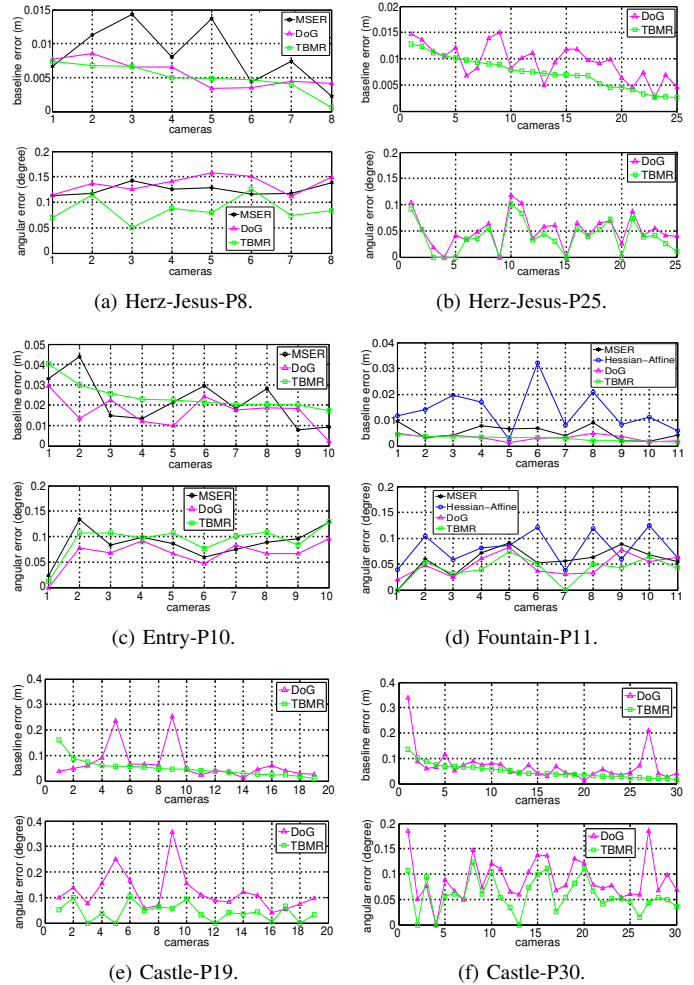 0.015
0.01
0.005
0
baseline error (m)
1 2 3 4 5 6 7 8
cameras
MSER
DoG
TBMR
0.2
0.15
0.1
0.05
0
angular error (degree)
1 2 3 4 5 6 7 8
cameras
MSER
DoG
TBMR
(a) Herz-Jesus-P8.
0.02
0.015
0.01
0.005
0
baseline error (m)
0 5 10 15 20 25
cameras
DoG
TBMR
0.2
0.15
0.1
0.05
0
angular error (degree)
0 5 10 15 20 25
cameras
DoG
TBMR
(b) Herz-Jesus-P25.
0.05
0.04
0.03
0.02
0.01
0
baseline error (m)
1 2 3 4 5 6 7 8 9 10
cameras
MSER
DoG
TBMR
0.2
0.15
0.1
0.05
0
angular error (degree)
1 2 3 4 5 6 7 8 9 10
cameras
MSER
DoG
TBMR
(c) Entry-P10.
0.04
0.03
0.02
0.01
0
baseline error (m)
1 2 3 4 5 6 7 8 9 10 11
cameras
MSER
Hessian-Affine
DoG
TBMR
0.2
0.15
0.1
0.05
0
angular error (degree)
1 2 3 4 5 6 7 8 9 10 11
cameras
MSER
Hessian-Affine
DoG
TBMR
(d) Fountain-P11.
0.4
0.3
0.2
0.1
0
baseline error (m)
0 2 4 6 8 10 12 14 16 18 20
cameras
DoG
TBMR
0.4
0.3
0.2
0.1
0
angular error (degree)
0 2 4 6 8 10 12 14 16 18 20
cameras
DoG
TBMR
(e) Castle-P19.
0.4
0.3
0.2
0.1
0
baseline error (m)
0 5 10 15 20 25 30
cameras
DoG
TBMR
0.2
0.15
0.1
0.05
0
angular error (degree)
0 5 10 15 20 25 30
cameras
DoG
TBMR
(f) Castle-P30.